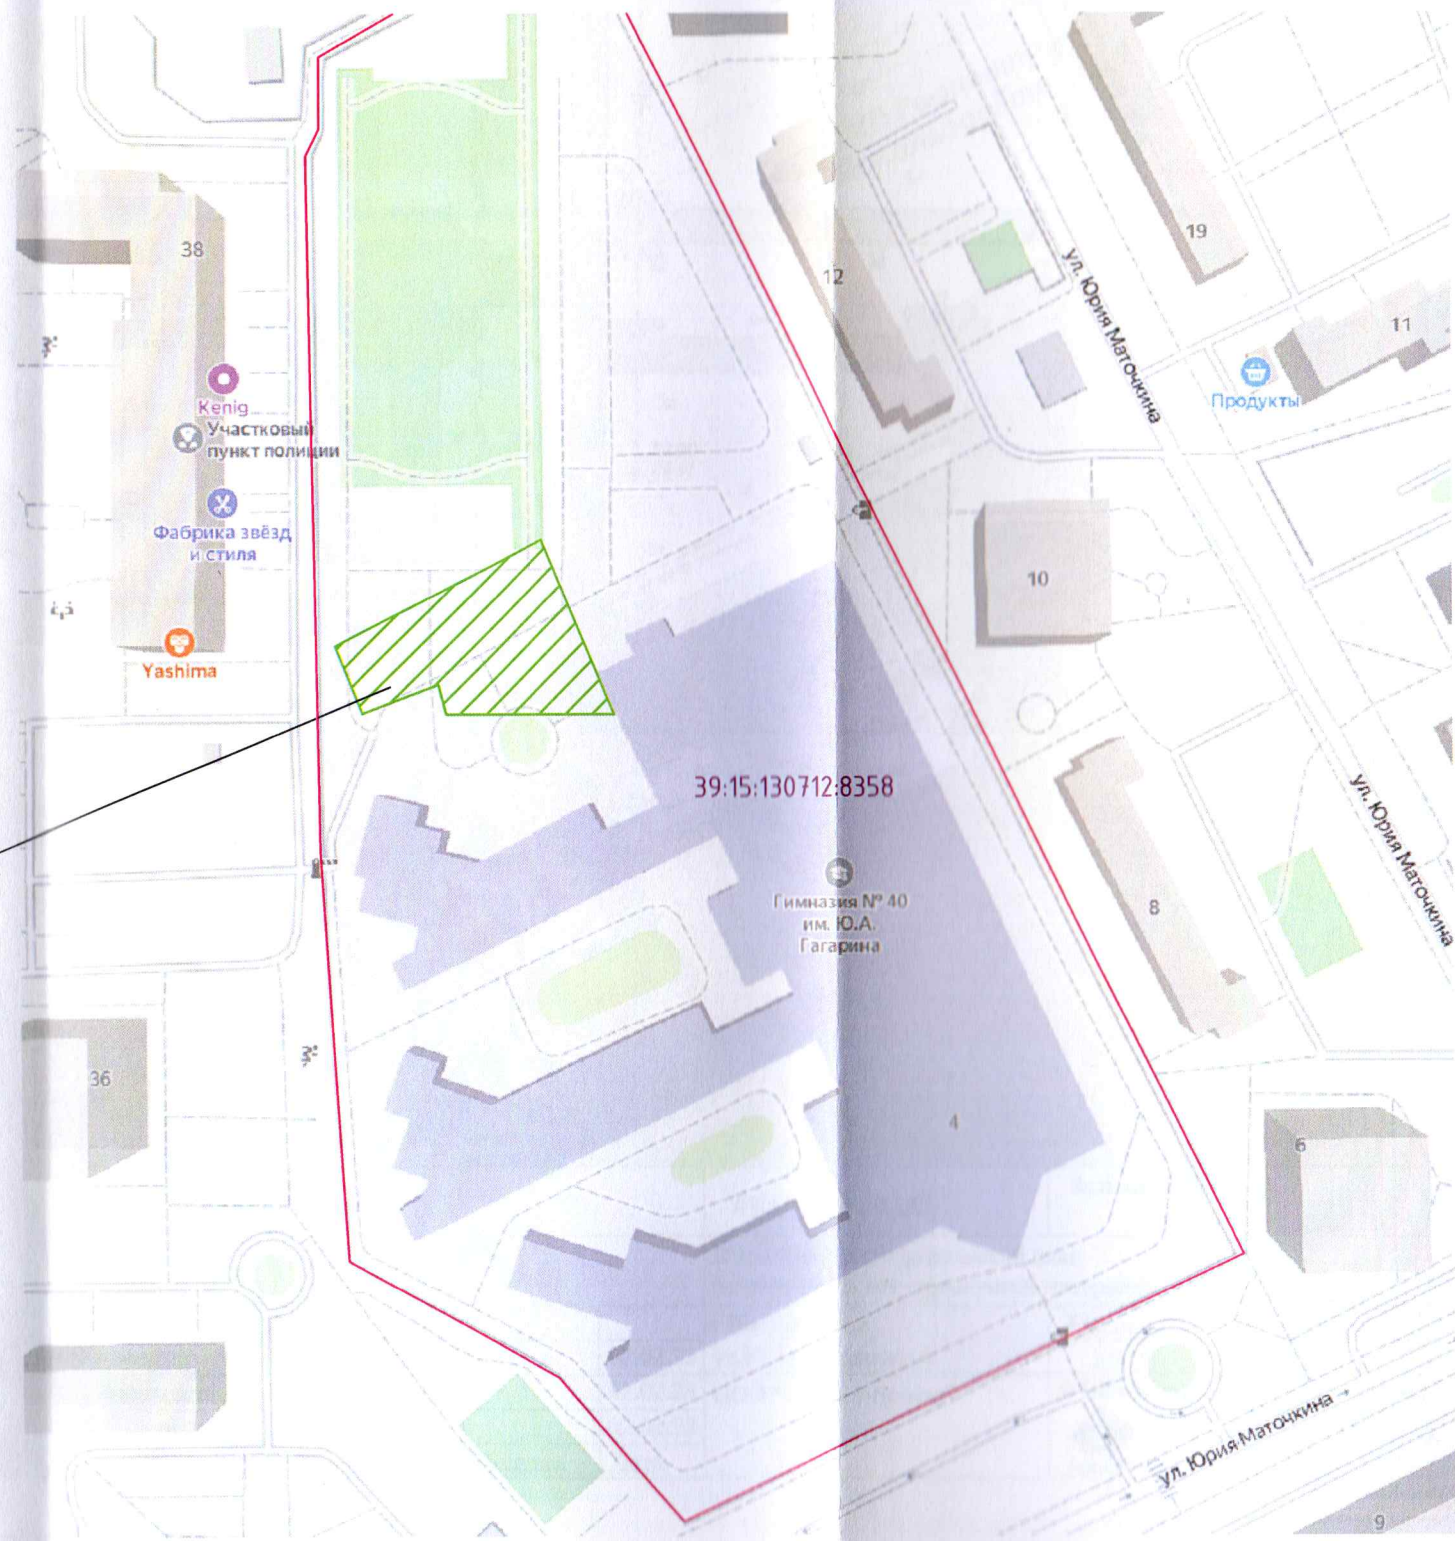 38
19
12
11
ул. Юрия Маточкина
Продукты
Kenig
Участковый
пункт полиции
Фабрика звёзд
и стиля
10
Yashima
39:15:130712:8358
ул. Юрия Маточкина
Гимназия № 40
им. Ю.А.
Гагарина
8
36
4
6
ул. Юрия Маточкина →
9